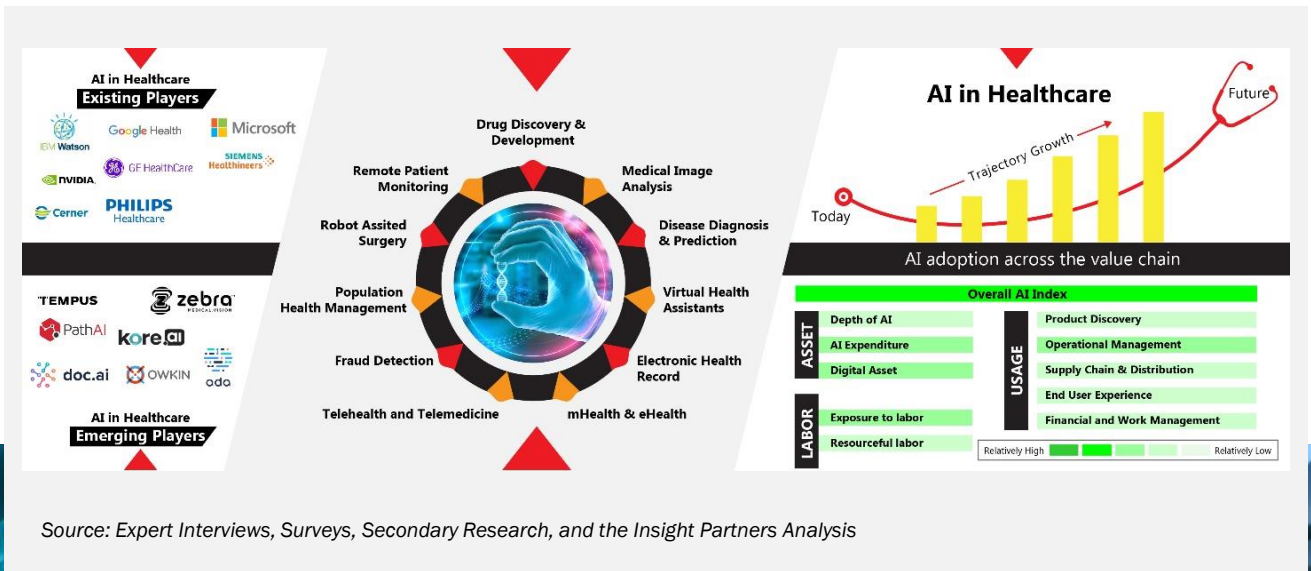 AI in Healthcare
Existing Players
IBM Watson
Google Health
Microsoft
NVIDIA
GE HealthCare
SIEMENS
Healthineers
Cerner
PHILIPS
Healthcare
TEMPUS
zebra
MEDICAL VISION
PathAI
kore.ai
doc.ai
OWKIN
ada
AI in Healthcare
Emerging Players
Drug Discovery &
Development
Remote Patient
Monitoring
Medical Image
Analysis
Robot Assited
Surgery
Disease Diagnosis
& Prediction
Population
Health Management
Virtual Health
Assistants
Fraud Detection
Electronic Health
Record
Telehealth and Telemedicine
mHealth & eHealth
AI in Healthcare
Future
Trajectory Growth
Today
AI adoption across the value chain
Overall AI Index
ASSET
Depth of AI
AI Expenditure
Digital Asset
LABOR
Exposure to labor
Resourceful labor
USAGE
Product Discovery
Operational Management
Supply Chain & Distribution
End User Experience
Financial and Work Management
Relatively High
Relatively Low
Source: Expert Interviews, Surveys, Secondary Research, and the Insight Partners Analysis